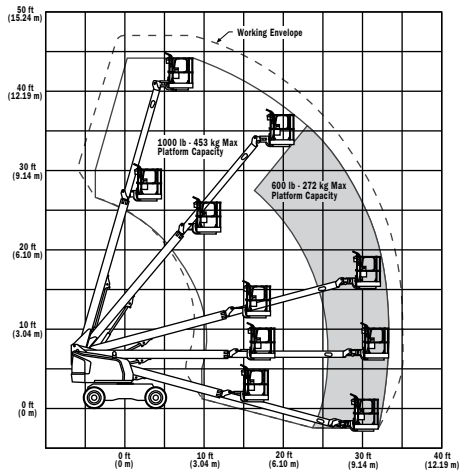 50 ft
(15.24 m)
Working Envelope
40 ft
(12.19 m)
1000 lb - 453 kg Max
Platform Capacity
30 ft
(9.14 m)
600 lb - 272 kg Max
Platform Capacity
20 ft
(6.10 m)
10 ft
(3.04 m)
0 ft
(0 m)
0 ft
(0 m)
10 ft
(3.04 m)
20 ft
(6.10 m)
30 ft
(9.14 m)
40 ft
(12.19 m)